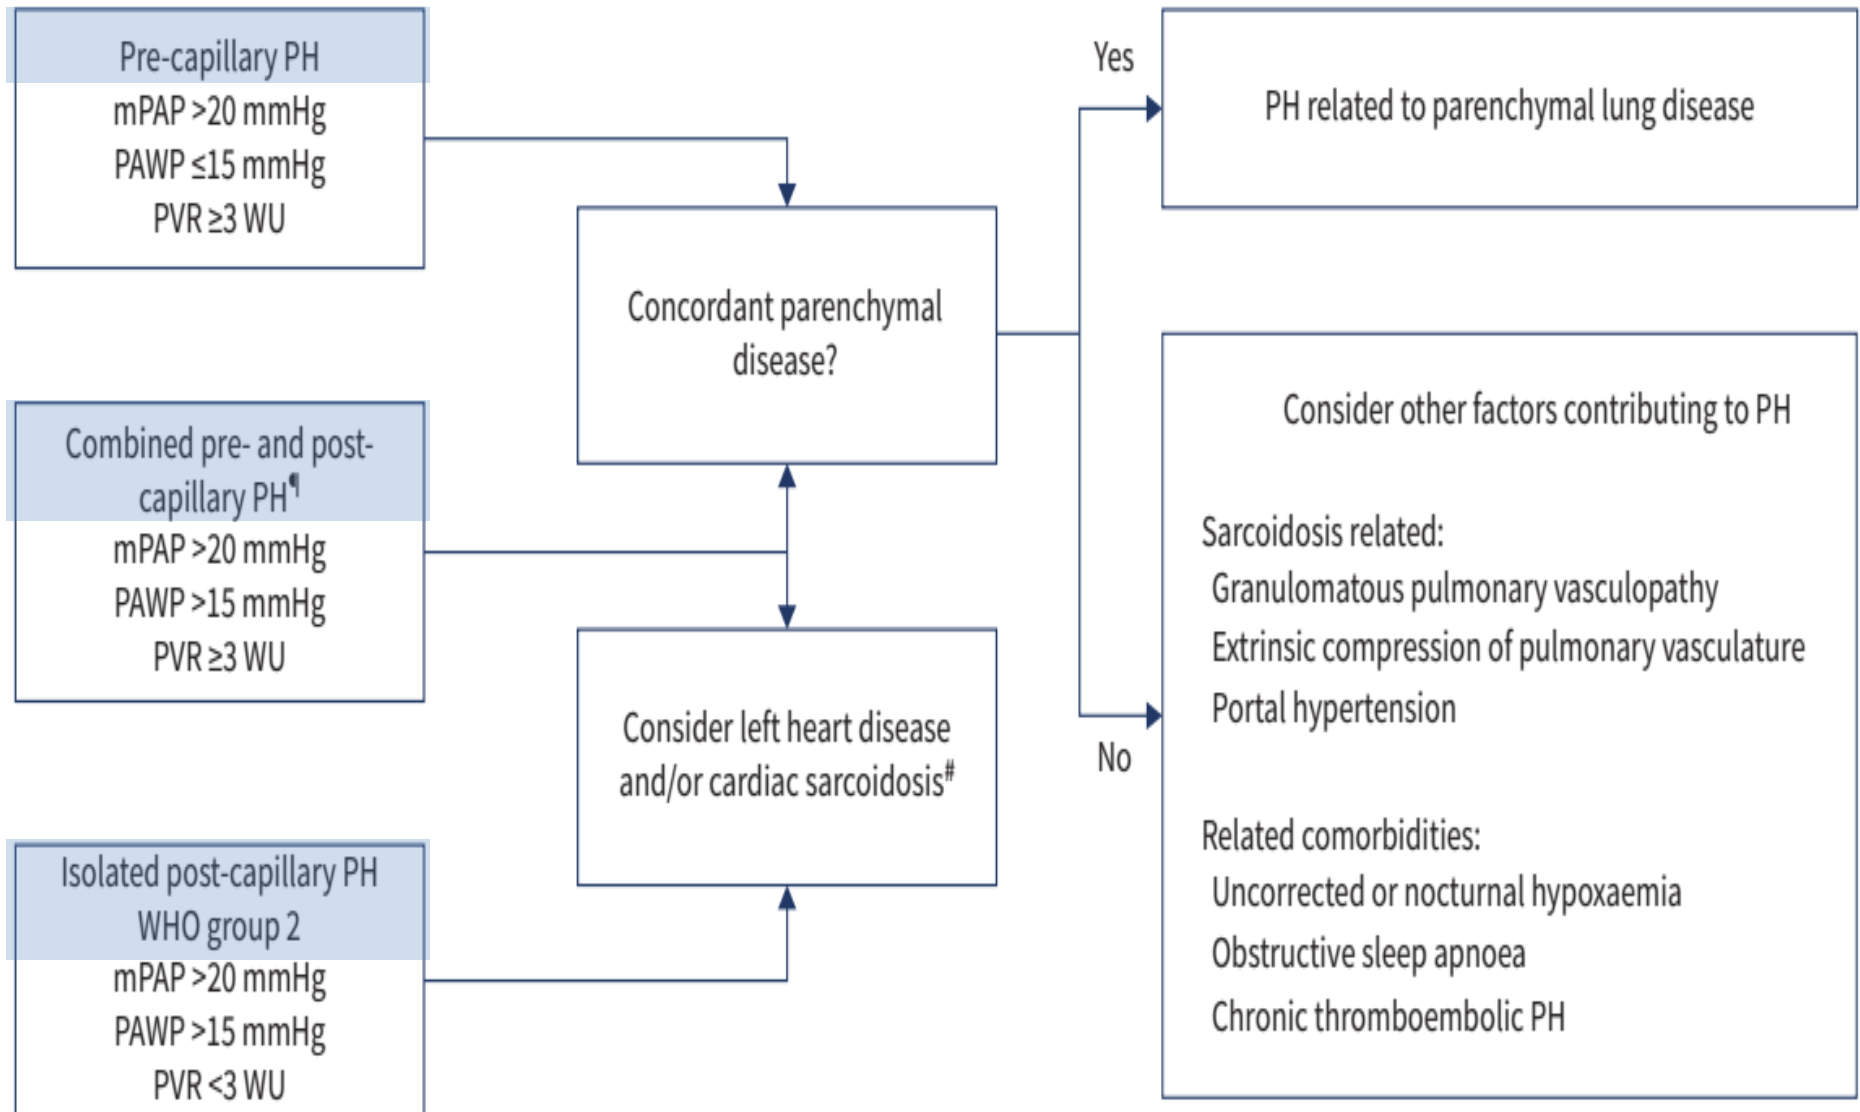 Pre-capillary PH
mPAP >20 mmHg
PAWP ≤15 mmHg
PVR ≥3 WU
Combined pre- and post-
capillary PH¶
mPAP >20 mmHg
PAWP >15 mmHg
PVR ≥3 WU
Isolated post-capillary PH
WHO group 2
mPAP >20 mmHg
PAWP >15 mmHg
PVR <3 WU
Concordant parenchymal
disease?
Consider left heart disease
and/or cardiac sarcoidosis#
Yes
No
PH related to parenchymal lung disease
Consider other factors contributing to PH
Sarcoidosis related:
Granulomatous pulmonary vasculopathy
Extrinsic compression of pulmonary vasculature
Portal hypertension
Related comorbidities:
Uncorrected or nocturnal hypoxaemia
Obstructive sleep apnoea
Chronic thromboembolic PH